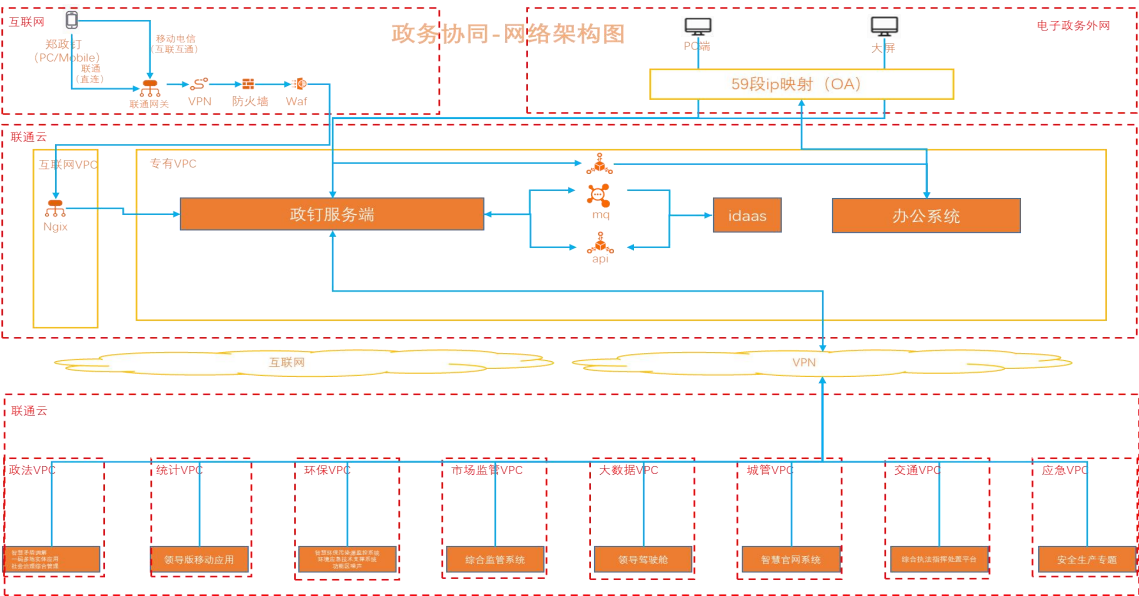 互联网
政务协同-网络架构图
电子政务外网
郑政钉
(PC/Mobile)
移动电信
(互联互通)
联通
(直连)
联通网关
VPN
防火墙
Waf
PC端
大屏
59段ip映射（OA）
联通云
互联网VPC
专有VPC
Ngix
政钉服务端
mq
api
idaas
办公系统
互联网
VPN
联通云
政法VPC
统计VPC
环保VPC
市场监管VPC
大数据VPC
城管VPC
交通VPC
应急VPC
领导版移动应用
功能区噪声
综合监管系统
领导驾驶舱
智慧官网系统
综合执法指挥处置平台
安全生产专题